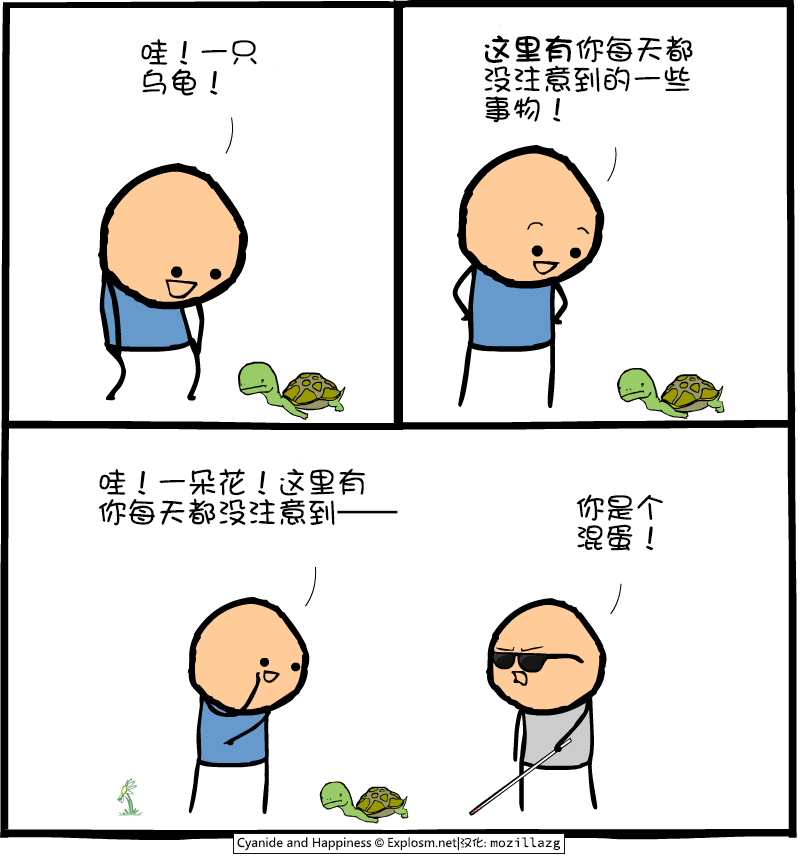 哇！一只
乌龟！
这里有你每天都
没注意到的一些
事物！
哇！一朵花！这里有
你每天都没注意到——
你是个
混蛋！
Cyanide and Happiness © Explosm.net|汉化: mozillazg